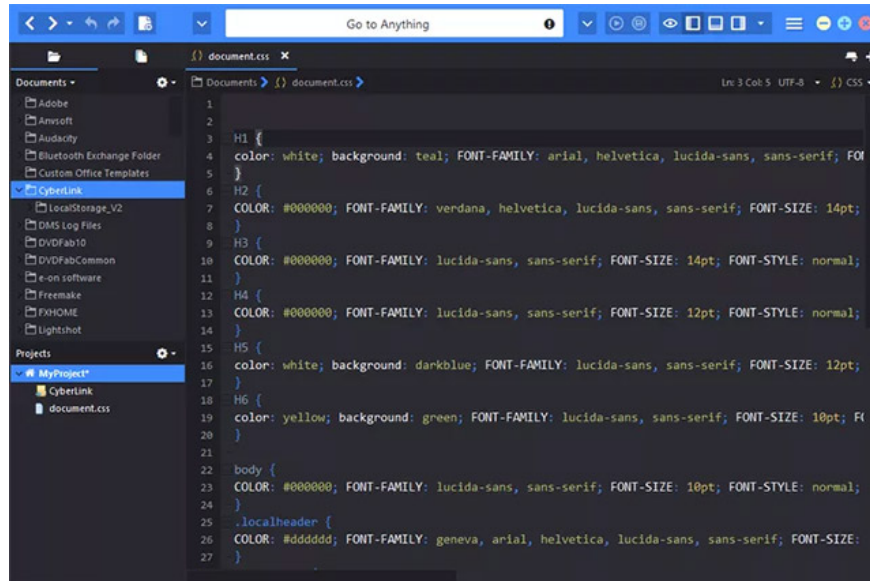 Go to Anything
document.css
Documents
Documents document.css
Ln: 3 Col: 5 UTF-8 {} CSS
Adobe
Anvsoft
Audacity
Bluetooth Exchange Folder
Custom Office Templates
CyberLink
LocalStorage_V2
DMS Log Files
DVDFab10
DVDFabCommon
e-on software
Freemake
FXHOME
Lightshot
Projects
MyProject*
CyberLink
document.css
1
2
3 H1 {
4 color: white; background: teal; FONT-FAMILY: arial, helvetica, lucida-sans, sans-serif; FON
5 }
6 H2 {
7 COLOR: #000000; FONT-FAMILY: verdana, helvetica, lucida-sans, sans-serif; FONT-SIZE: 14pt;
8 }
9 H3 {
10 COLOR: #000000; FONT-FAMILY: lucida-sans, sans-serif; FONT-SIZE: 14pt; FONT-STYLE: normal;
11 }
12 H4 {
13 COLOR: #000000; FONT-FAMILY: lucida-sans, sans-serif; FONT-SIZE: 12pt; FONT-STYLE: normal;
14 }
15 H5 {
16 color: white; background: darkblue; FONT-FAMILY: lucida-sans, sans-serif; FONT-SIZE: 12pt;
17 }
18 H6 {
19 color: yellow; background: green; FONT-FAMILY: lucida-sans, sans-serif; FONT-SIZE: 10pt; FO
20 }
21
22 body {
23 COLOR: #000000; FONT-FAMILY: lucida-sans, sans-serif; FONT-SIZE: 10pt; FONT-STYLE: normal;
24 }
25 .localheader {
26 COLOR: #dddddd; FONT-FAMILY: geneva, arial, helvetica, lucida-sans, sans-serif; FONT-SIZE:
27 }